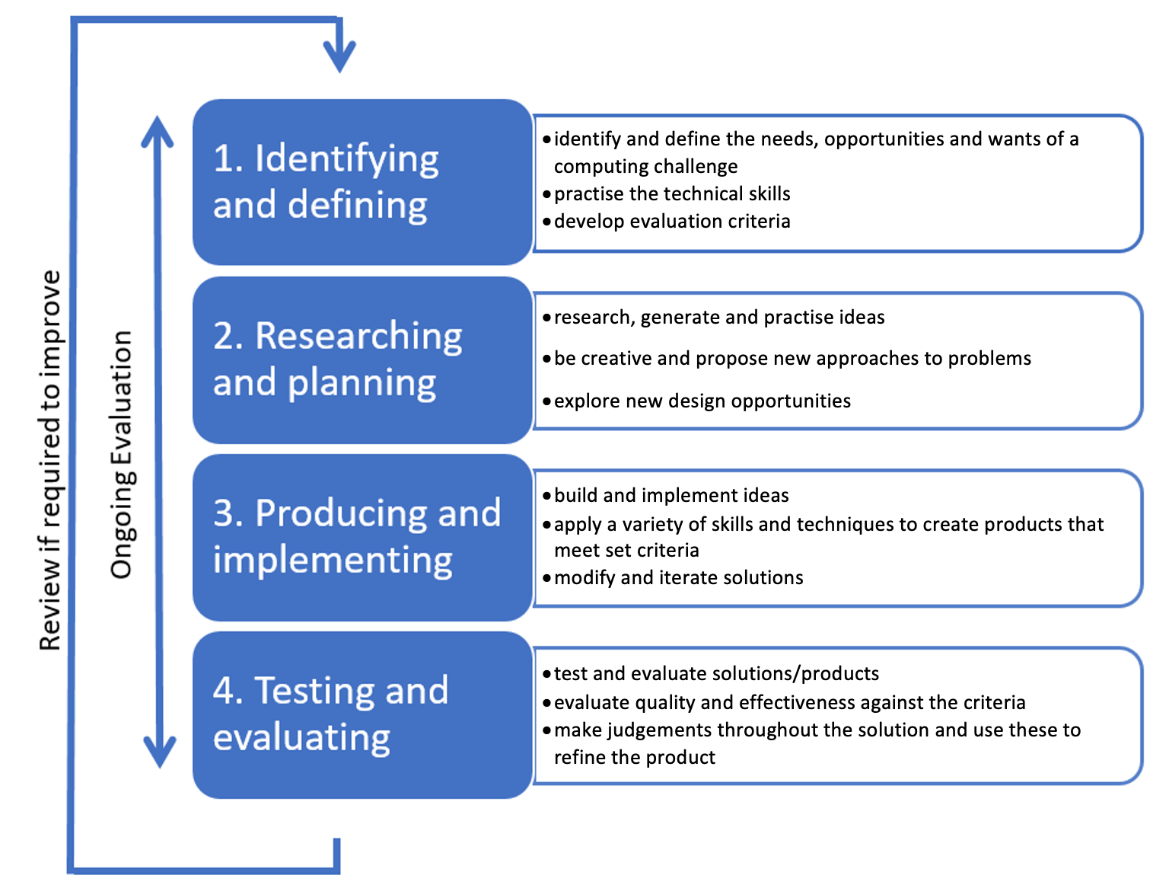 Review if required to improve
Ongoing Evaluation
1. Identifying
and defining
•identify and define the needs, opportunities and wants of a
computing challenge
•practise the technical skills
•develop evaluation criteria
2. Researching
and planning
•research, generate and practise ideas
•be creative and propose new approaches to problems
•explore new design opportunities
3. Producing and
implementing
•build and implement ideas
•apply a variety of skills and techniques to create products that
meet set criteria
•modify and iterate solutions
4. Testing and
evaluating
•test and evaluate solutions/products
•evaluate quality and effectiveness against the criteria
•make judgements throughout the solution and use these to
refine the product